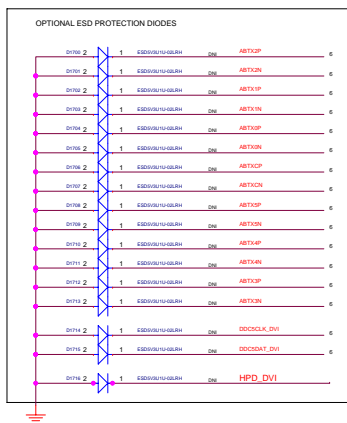 OPTIONAL ESD PROTECTION DIODES
D1700 2 1 ESD5V3U1U-02LRH DNI ABTX2P 6
D1701 2 1 ESD5V3U1U-02LRH DNI ABTX2N 6
D1702 2 1 ESD5V3U1U-02LRH DNI ABTX1P 6
D1703 2 1 ESD5V3U1U-02LRH DNI ABTX1N 6
D1704 2 1 ESD5V3U1U-02LRH DNI ABTX0P 6
D1705 2 1 ESD5V3U1U-02LRH DNI ABTX0N 6
D1706 2 1 ESD5V3U1U-02LRH DNI ABTXCP 6
D1707 2 1 ESD5V3U1U-02LRH DNI ABTXCN 6
D1708 2 1 ESD5V3U1U-02LRH DNI ABTX5P 6
D1709 2 1 ESD5V3U1U-02LRH DNI ABTX5N 6
D1710 2 1 ESD5V3U1U-02LRH DNI ABTX4P 6
D1711 2 1 ESD5V3U1U-02LRH DNI ABTX4N 6
D1712 2 1 ESD5V3U1U-02LRH DNI ABTX3P 6
D1713 2 1 ESD5V3U1U-02LRH DNI ABTX3N 6
D1714 2 1 ESD5V3U1U-02LRH DNI DDC5CLK_DVI 6
D1715 2 1 ESD5V3U1U-02LRH DNI DDC5DAT_DVI 6
D1716 2 1 ESD5V3U1U-02LRH DNI HPD_DVI